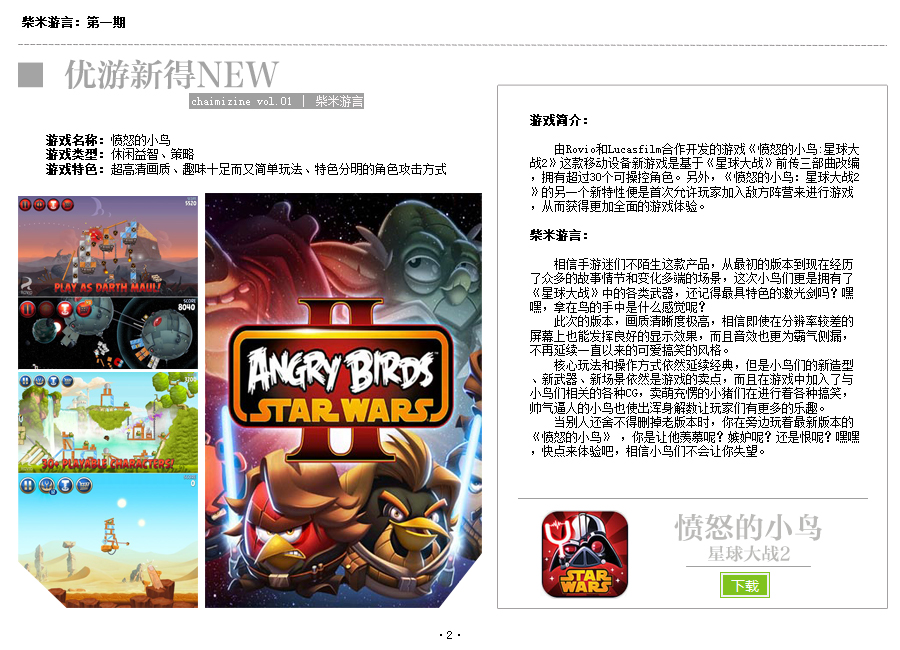 柴米游言：第一期
优游新得NEW
chaimizine vol.01 | 柴米游言
游戏名称：愤怒的小鸟
游戏类型：休闲益智、策略
游戏特色：超高清画质、趣味十足而又简单玩法、特色分明的角色攻击方式
5520
PLAY AS DARTH MAUL!
SCORE
8040
30+ PLAYABLE CHARACTERS!
0
II
ANGRY BIRDS
STAR WARS
游戏简介：
由Rovio和Lucasfilm合作开发的游戏《愤怒的小鸟:星球大
战2》这款移动设备新游戏是基于《星球大战》前传三部曲改编
，拥有超过30个可操控角色。另外，《愤怒的小鸟：星球大战2
》的另一个新特性便是首次允许玩家加入敌方阵营来进行游戏
，从而获得更加全面的游戏体验。
柴米游言：
相信手游迷们不陌生这款产品，从最初的版本到现在经历
了众多的故事情节和变化多端的场景，这次小鸟们更是拥有了
《星球大战》中的各类武器，还记得最具特色的激光剑吗？嘿
嘿，拿在鸟的手中是什么感觉呢？
此次的版本，画质清晰度极高，相信即使在分辨率较差的
屏幕上也能发挥良好的显示效果，而且音效也更为霸气侧漏，
不再延续一直以来的可爱搞笑的风格。
核心玩法和操作方式依然延续经典，但是小鸟们的新造型
、新武器、新场景依然是游戏的卖点，而且在游戏中加入了与
小鸟们相关的各种CG，卖萌充愣的小猪们在进行着各种搞笑，
帅气逼人的小鸟也使出浑身解数让玩家们有更多的乐趣。
当别人还舍不得删掉老版本时，你在旁边玩着最新版本的
《愤怒的小鸟》 ，你是让他羡慕呢？嫉妒呢？还是恨呢？嘿嘿
，快点来体验吧，相信小鸟们不会让你失望。
STAR
WARS
愤怒的小鸟
星球大战2
下载
·2·